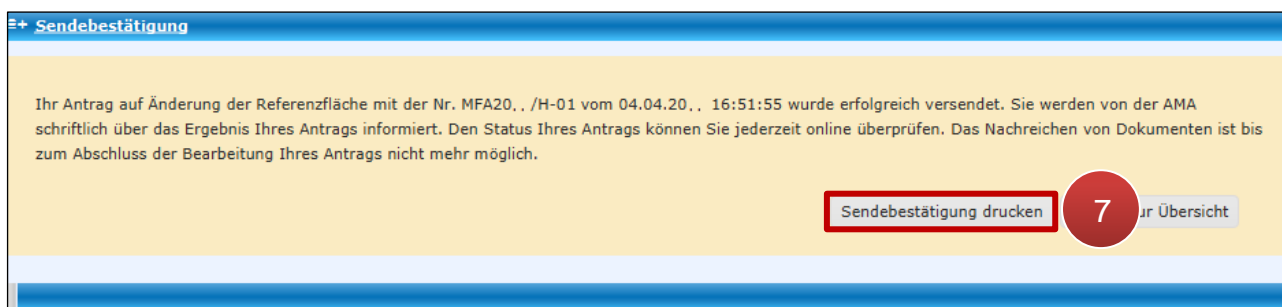 Sendebestätigung
Ihr Antrag auf Änderung der Referenzfläche mit der Nr. MFA20. . /H-01 vom 04.04.20. . 16:51:55 wurde erfolgreich versendet. Sie werden von der AMA
schriftlich über das Ergebnis Ihres Antrags informiert. Den Status Ihres Antrags können Sie jederzeit online überprüfen. Das Nachreichen von Dokumenten ist bis
zum Abschluss der Bearbeitung Ihres Antrags nicht mehr möglich.
Sendebestätigung drucken 7 ur Übersicht